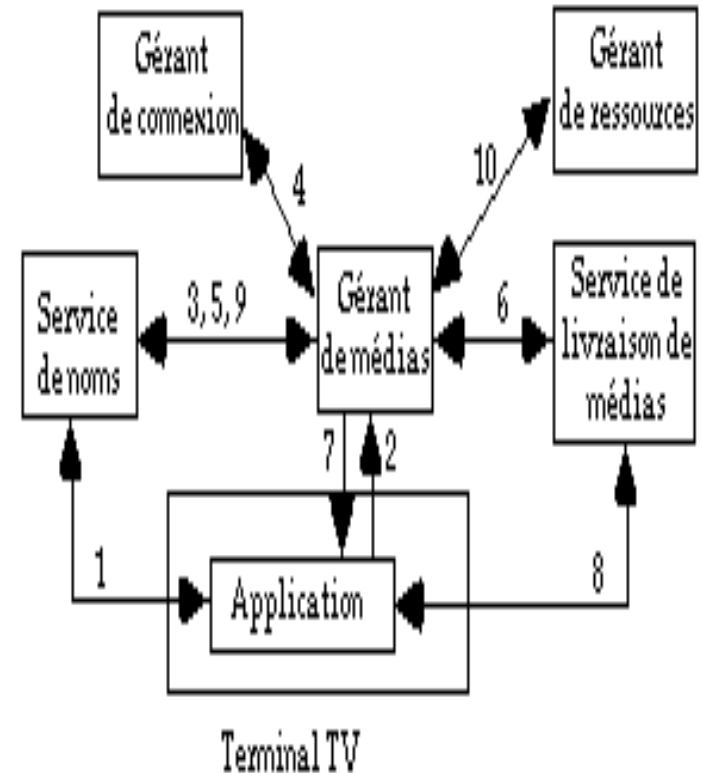 Gérant
de connexion
Gérant
de ressources
4
10
Service
de noms
3, 5, 9
Gérant
de médias
6
Service de
livraison de
médias
7
2
1
Application
8
Terminal TV